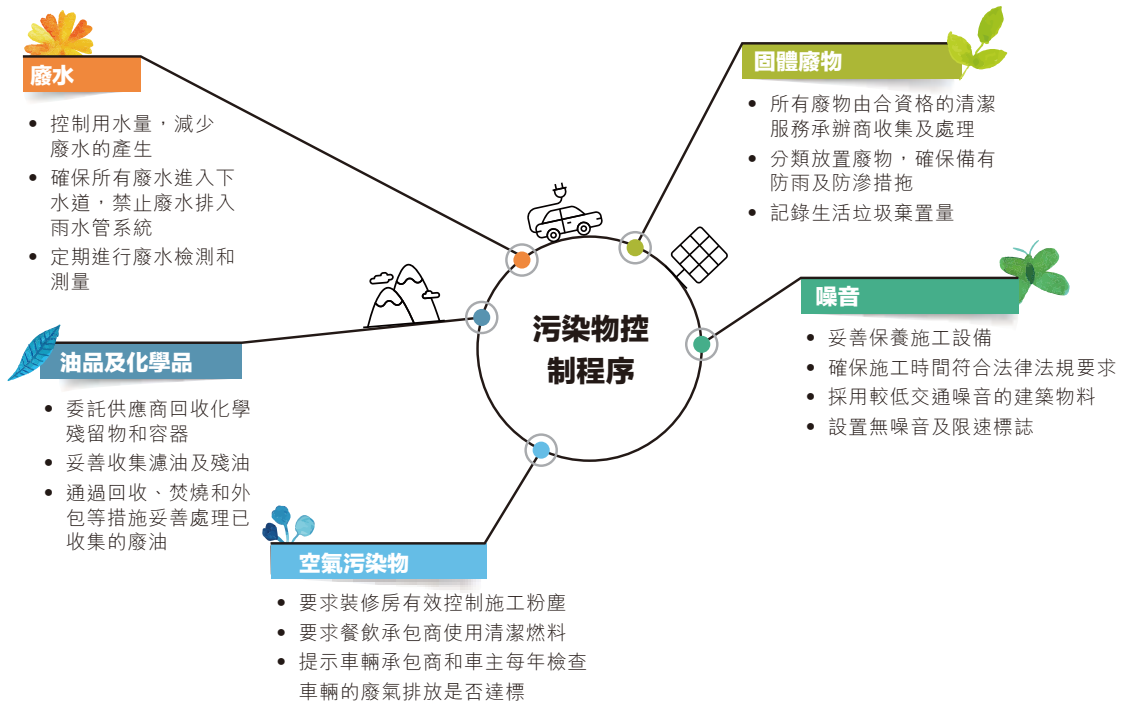 廢水
控制用水量，減少
廢水的產生
確保所有廢水進入下
水道，禁止廢水排入
雨水管系統
定期進行廢水檢測和
測量
固體廢物
所有廢物由合資格的清潔
服務承辦商收集及處理
分類放置廢物，確保備有
防雨及防滲措拖
記錄生活垃圾棄置量
污染物控
制程序
噪音
妥善保養施工設備
確保施工時間符合法律法規要求
採用較低交通噪音的建築物料
設置無噪音及限速標誌
油品及化學品
委託供應商回收化學
殘留物和容器
妥善收集濾油及殘油
通過回收、焚燒和外
包等措施妥善處理已
收集的廢油
空氣污染物
要求裝修房有效控制施工粉塵
要求餐飲承包商使用清潔燃料
提示車輛承包商和車主每年檢查
車輛的廢氣排放是否達標